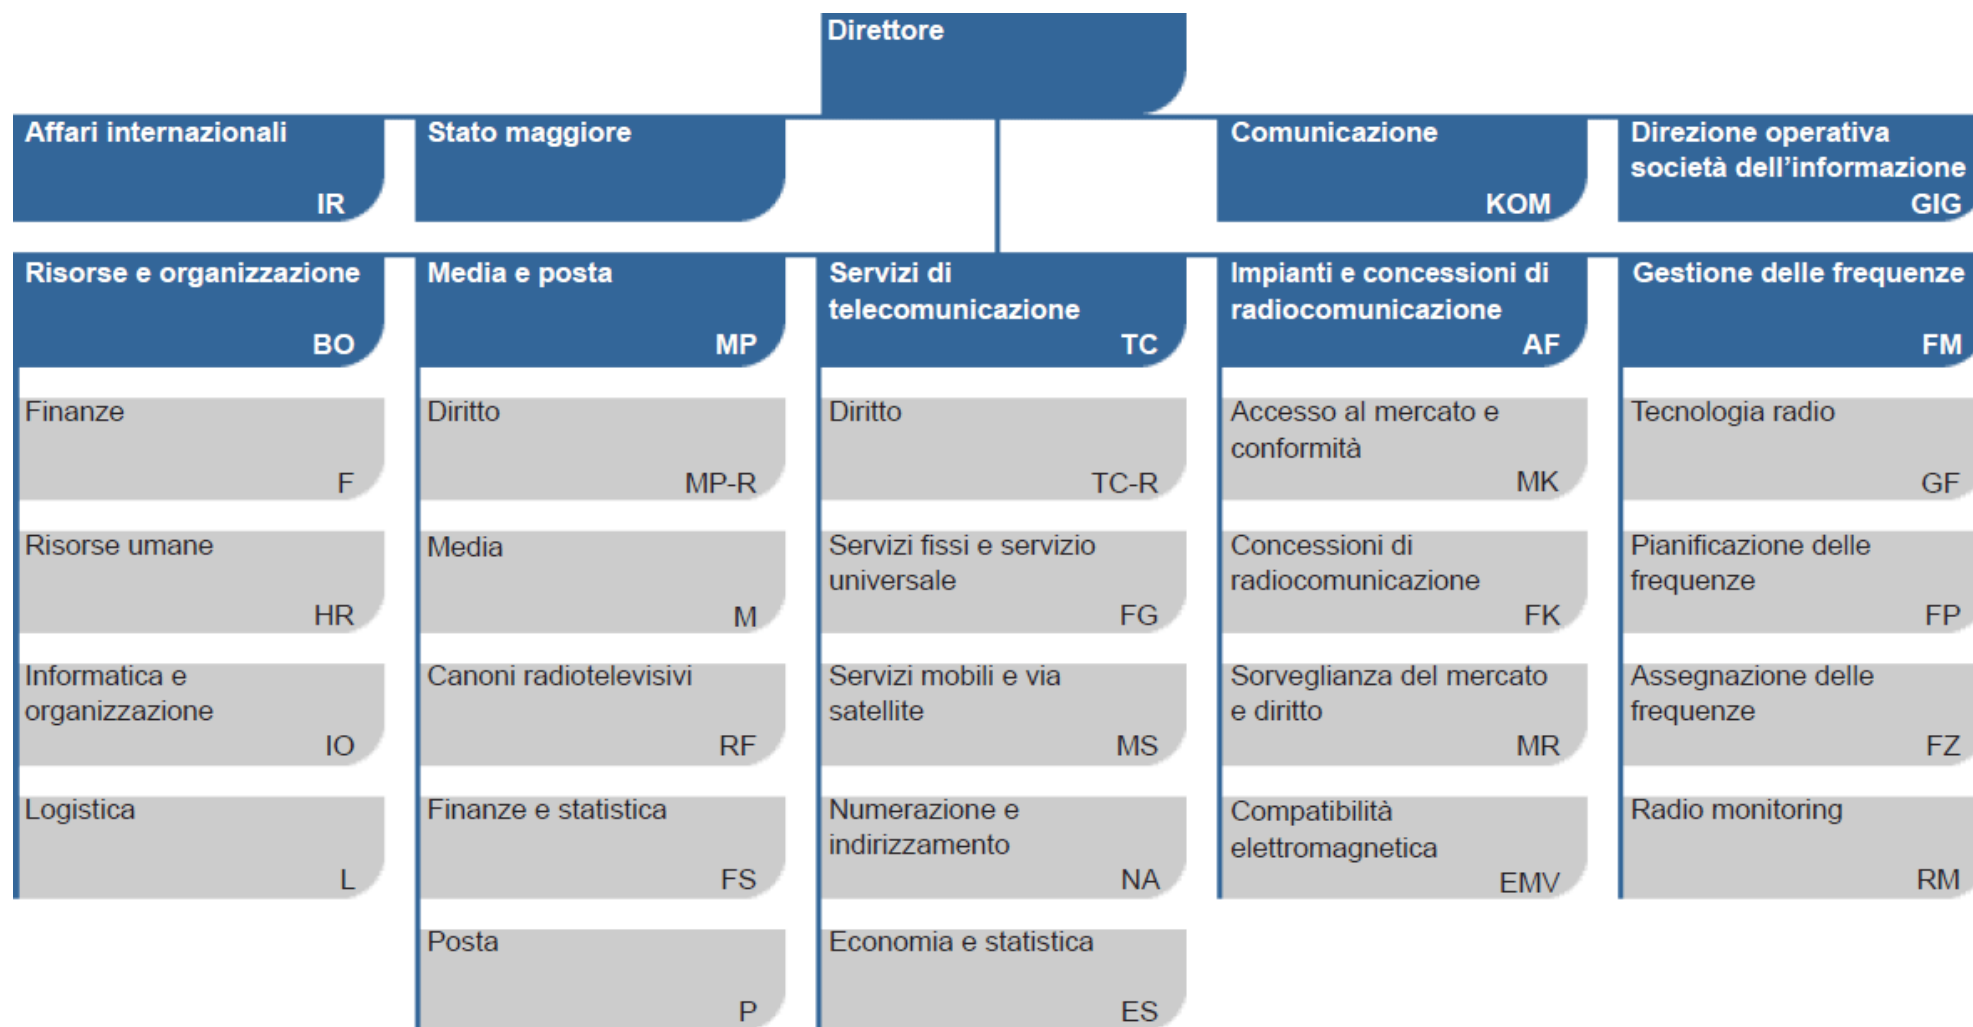 Direttore
Affari internazionali
IR
Stato maggiore
Comunicazione
KOM
Direzione operativa
società dell’informazione
GIG
Risorse e organizzazione
BO
Media e posta
MP
Servizi di
telecomunicazione
TC
Impianti e concessioni di
radiocomunicazione
AF
Gestione delle frequenze
FM
Finanze
F
Risorse umane
HR
Informatica e
organizzazione
IO
Logistica
L
Diritto
MP-R
Media
M
Canoni radiotelevisivi
RF
Finanze e statistica
FS
Posta
P
Diritto
TC-R
Servizi fissi e servizio
universale
FG
Servizi mobili e via
satellite
MS
Numerazione e
indirizzamento
NA
Economia e statistica
ES
Accesso al mercato e
conformità
MK
Concessioni di
radiocomunicazione
FK
Sorveglianza del mercato
e diritto
MR
Compatibilità
elettromagnetica
EMV
Tecnologia radio
GF
Pianificazione delle
frequenze
FP
Assegnazione delle
frequenze
FZ
Radio monitoring
RM